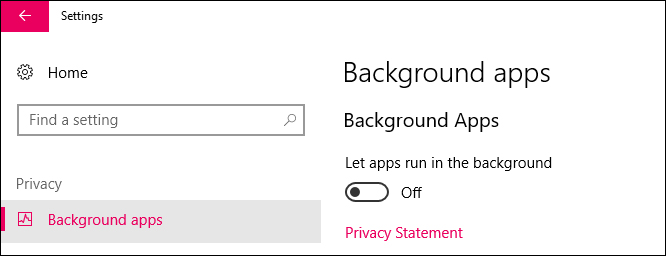 Settings
Home
Find a setting
Privacy
Background apps
Background apps
Background Apps
Let apps run in the background
Off
Privacy Statement